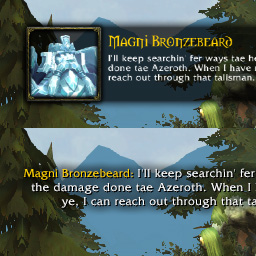 Magni Bronzebeard
I'll keep searchin' fer ways tae he
done tae Azeroth. When I have
reach out through that talisman.
Magni Bronzebeard: I'll keep searchin' fer
the damage done tae Azeroth. When I
ye, I can reach out through that ta